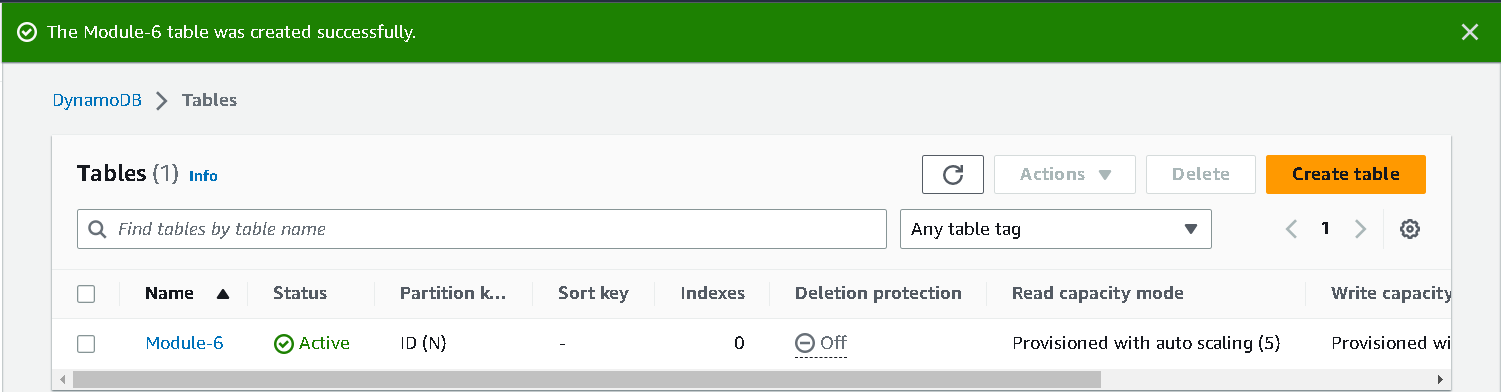 The Module-6 table was created successfully.
DynamoDB Tables
Tables (1) Info Actions Delete Create table
Find tables by table name Any table tag 1
Name Status Partition k... Sort key Indexes Deletion protection Read capacity mode Write capacity
Module-6 Active ID (N) - 0 Off Provisioned with auto scaling (5) Provisioned wi